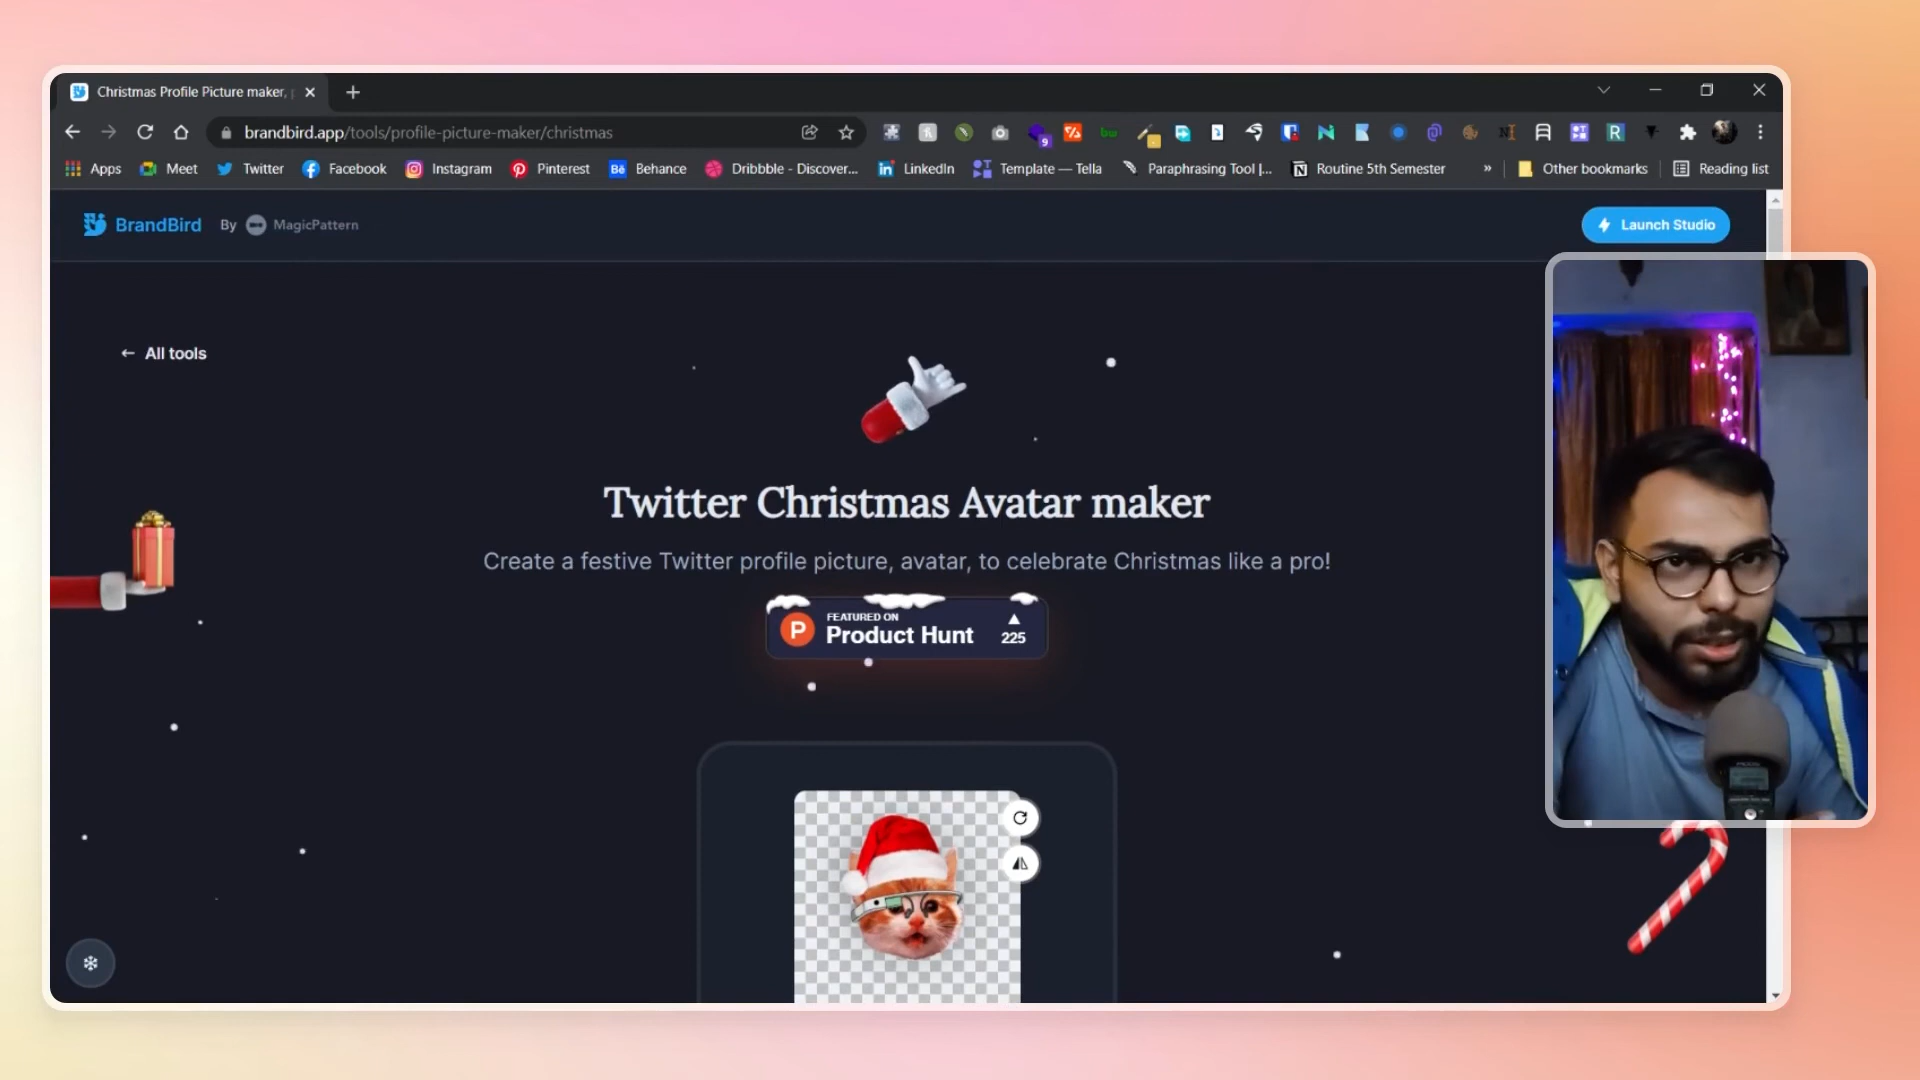 Christmas Profile Picture maker,
brandbird.app/tools/profile-picture-maker/christmas
9
Apps
Meet
Twitter
Facebook
Instagram
Pinterest
Bē
Behance
Dribbble - Discover...
in
LinkedIn
Template — Tella
Paraphrasing Tool |...
Routine 5th Semester
»
Other bookmarks
Reading list
BrandBird
By
MagicPattern
Launch Studio
← All tools
Twitter Christmas Avatar maker
Create a festive Twitter profile picture, avatar, to celebrate Christmas like a pro!
P
FEATURED ON
Product Hunt
225